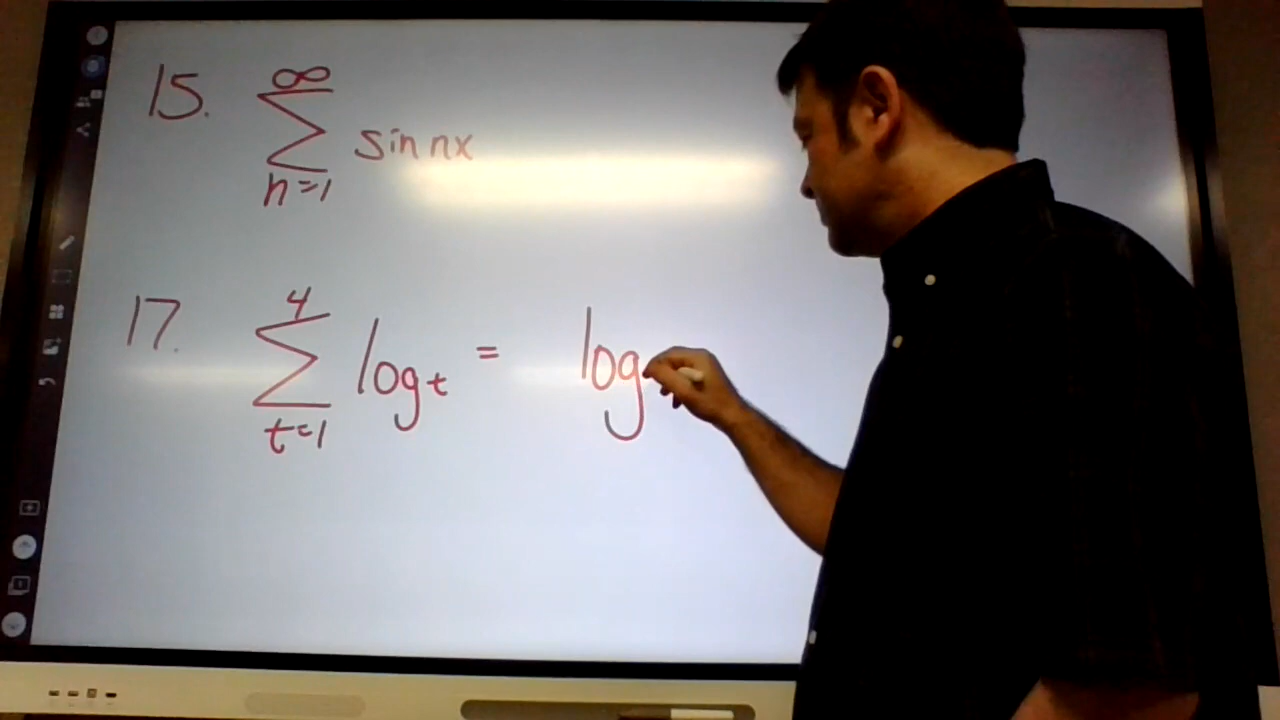 15. ∞ ∑ n=1 sin nx
17. 4 ∑ t=1 log t = log